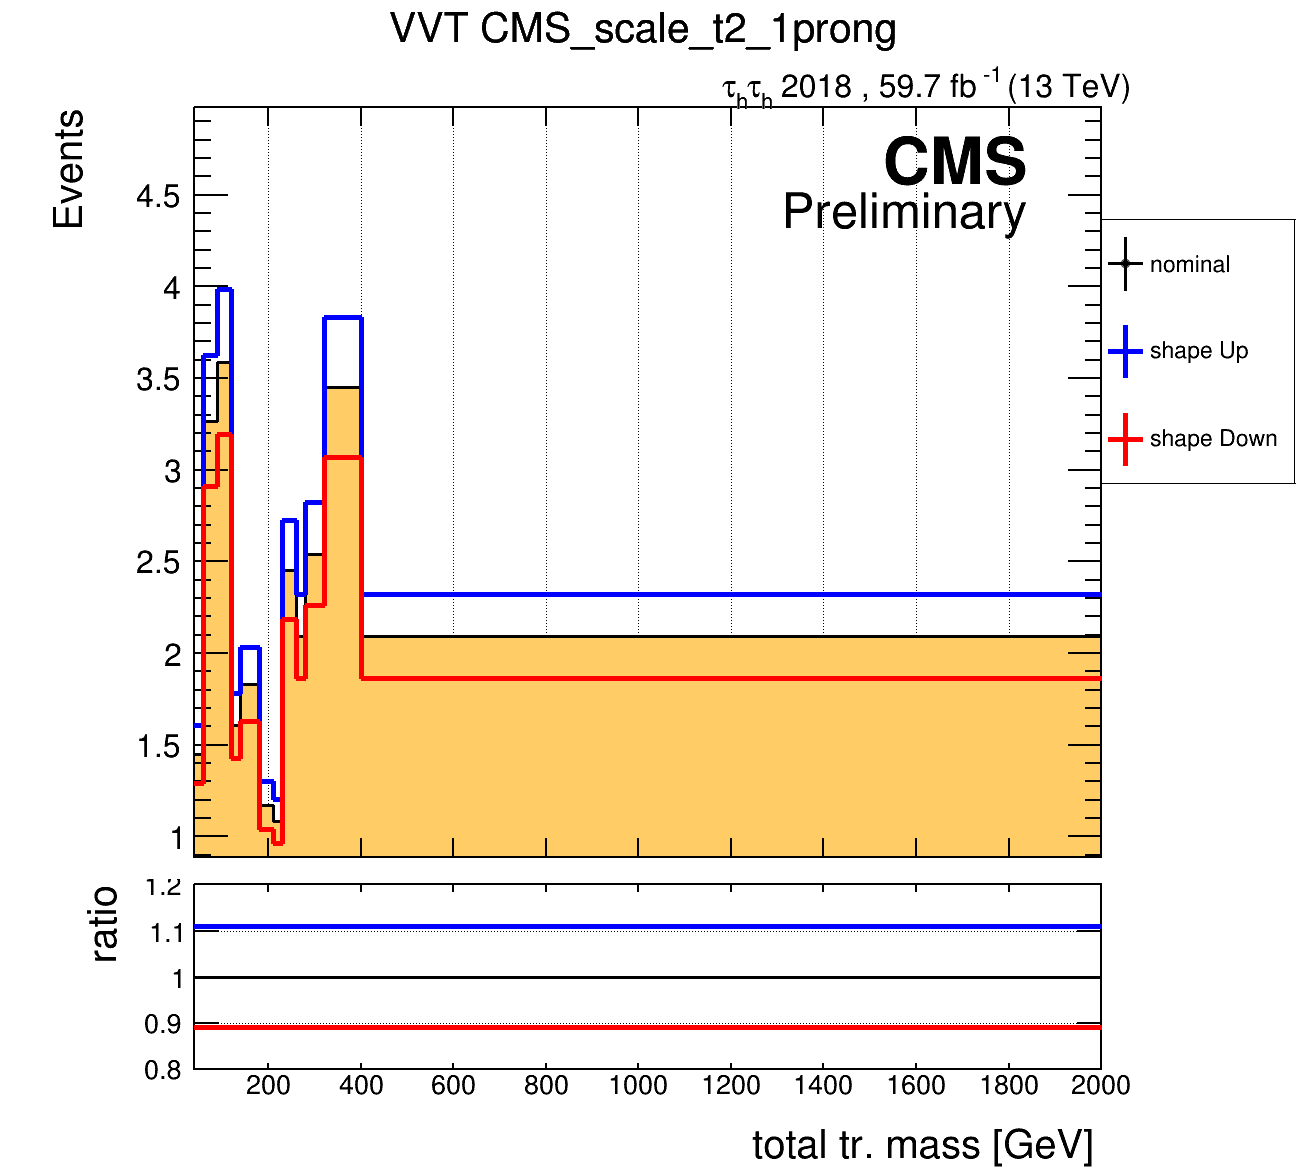 VVT CMS_scale_t2_1prong
τhτh 2018 , 59.7 fb -1 (13 TeV)
Events
CMS
Preliminary
4.5
4
3.5
3
2.5
2
1.5
1
nominal
shape Up
shape Down
ratio
1.2
1.1
1
0.9
0.8
200 400 600 800 1000 1200 1400 1600 1800 2000
total tr. mass [GeV]